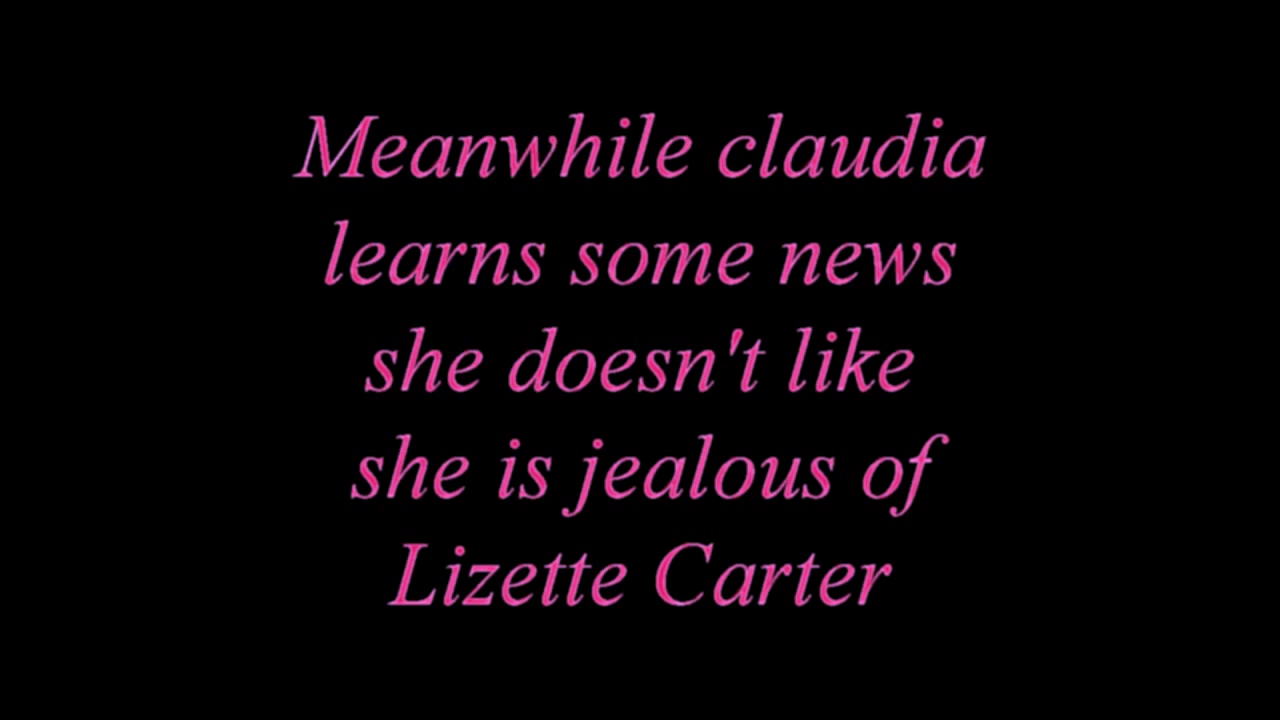 Meanwhile claudia
learns some news
she doesn't like
she is jealous of
Lizette Carter